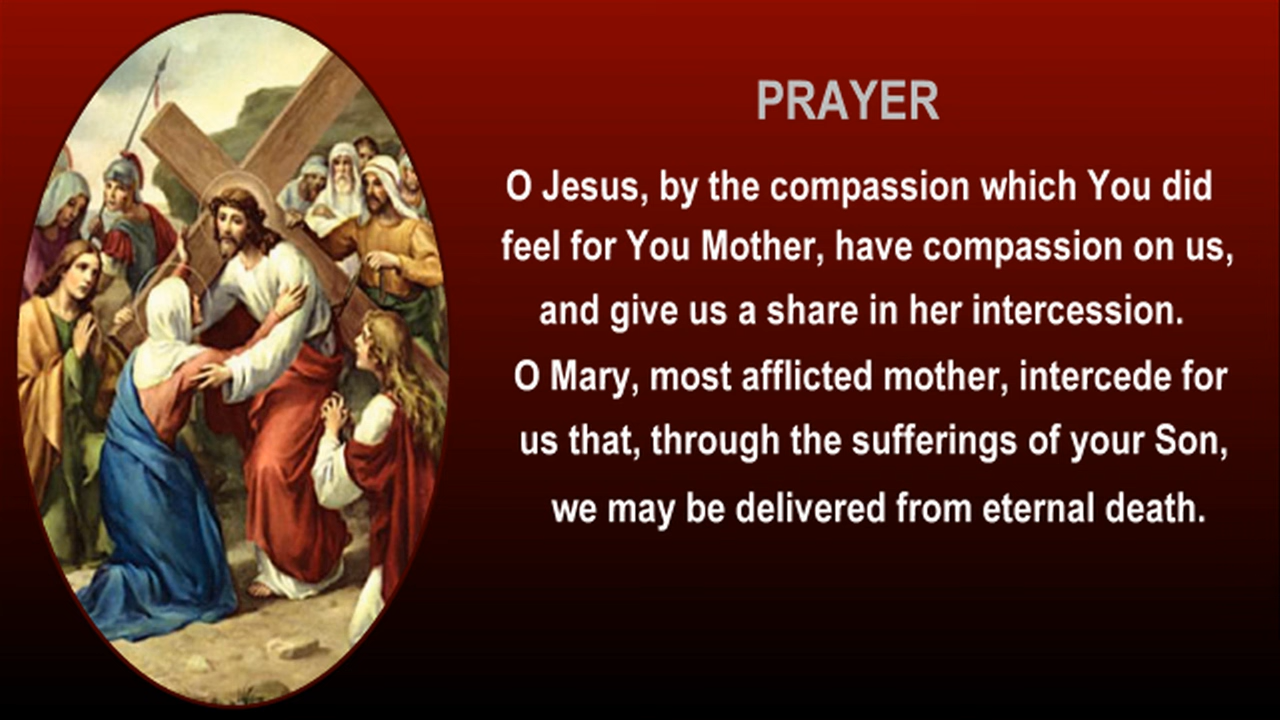 PRAYER
O Jesus, by the compassion which You did
feel for You Mother, have compassion on us,
and give us a share in her intercession.
O Mary, most afflicted mother, intercede for
us that, through the sufferings of your Son,
we may be delivered from eternal death.